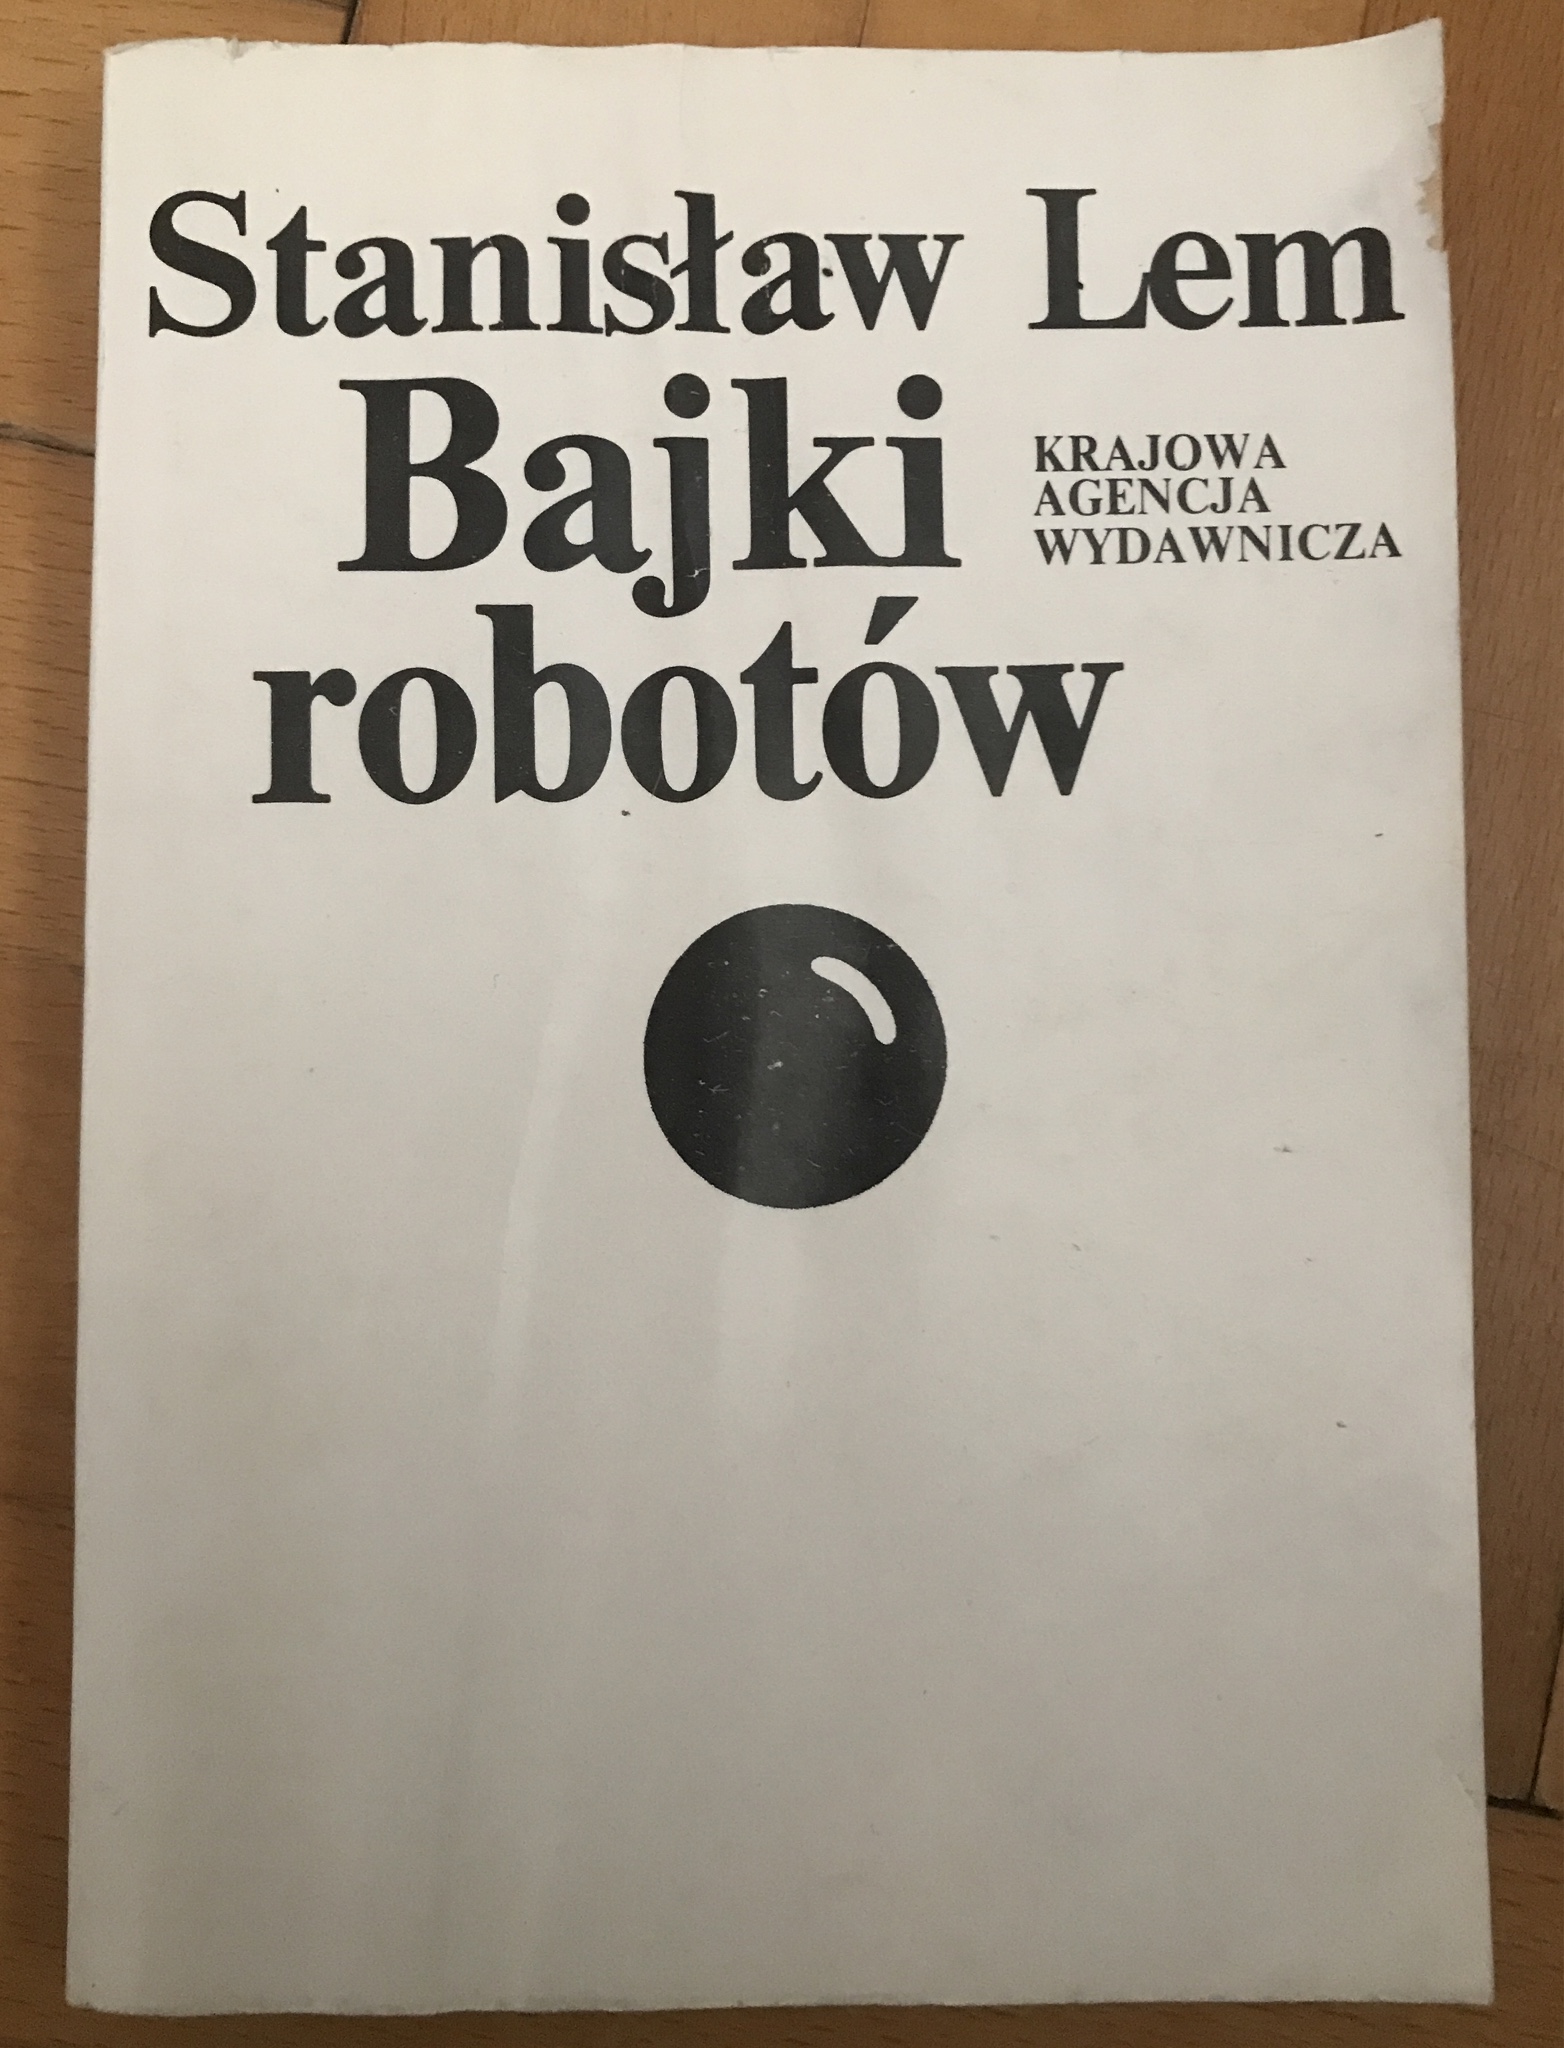 Stanisław Lem
Bajki
robotów
KRAJOWA
AGENCJA
WYDAWNICZA